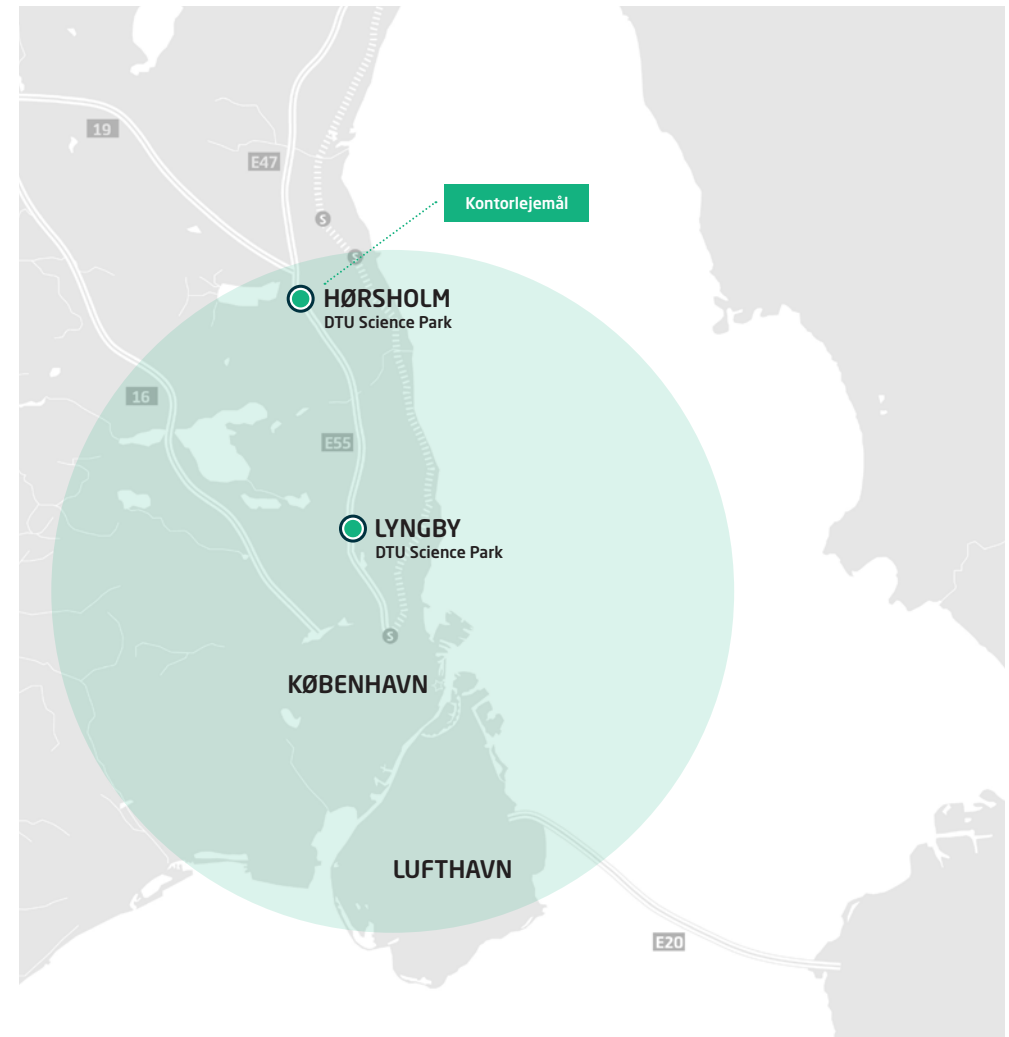 19
E47
S
Kontorlejemål
S
HØRSHOLM
DTU Science Park
16
E55
LYNGBY
DTU Science Park
S
KØBENHAVN
LUFTHAVN
E20